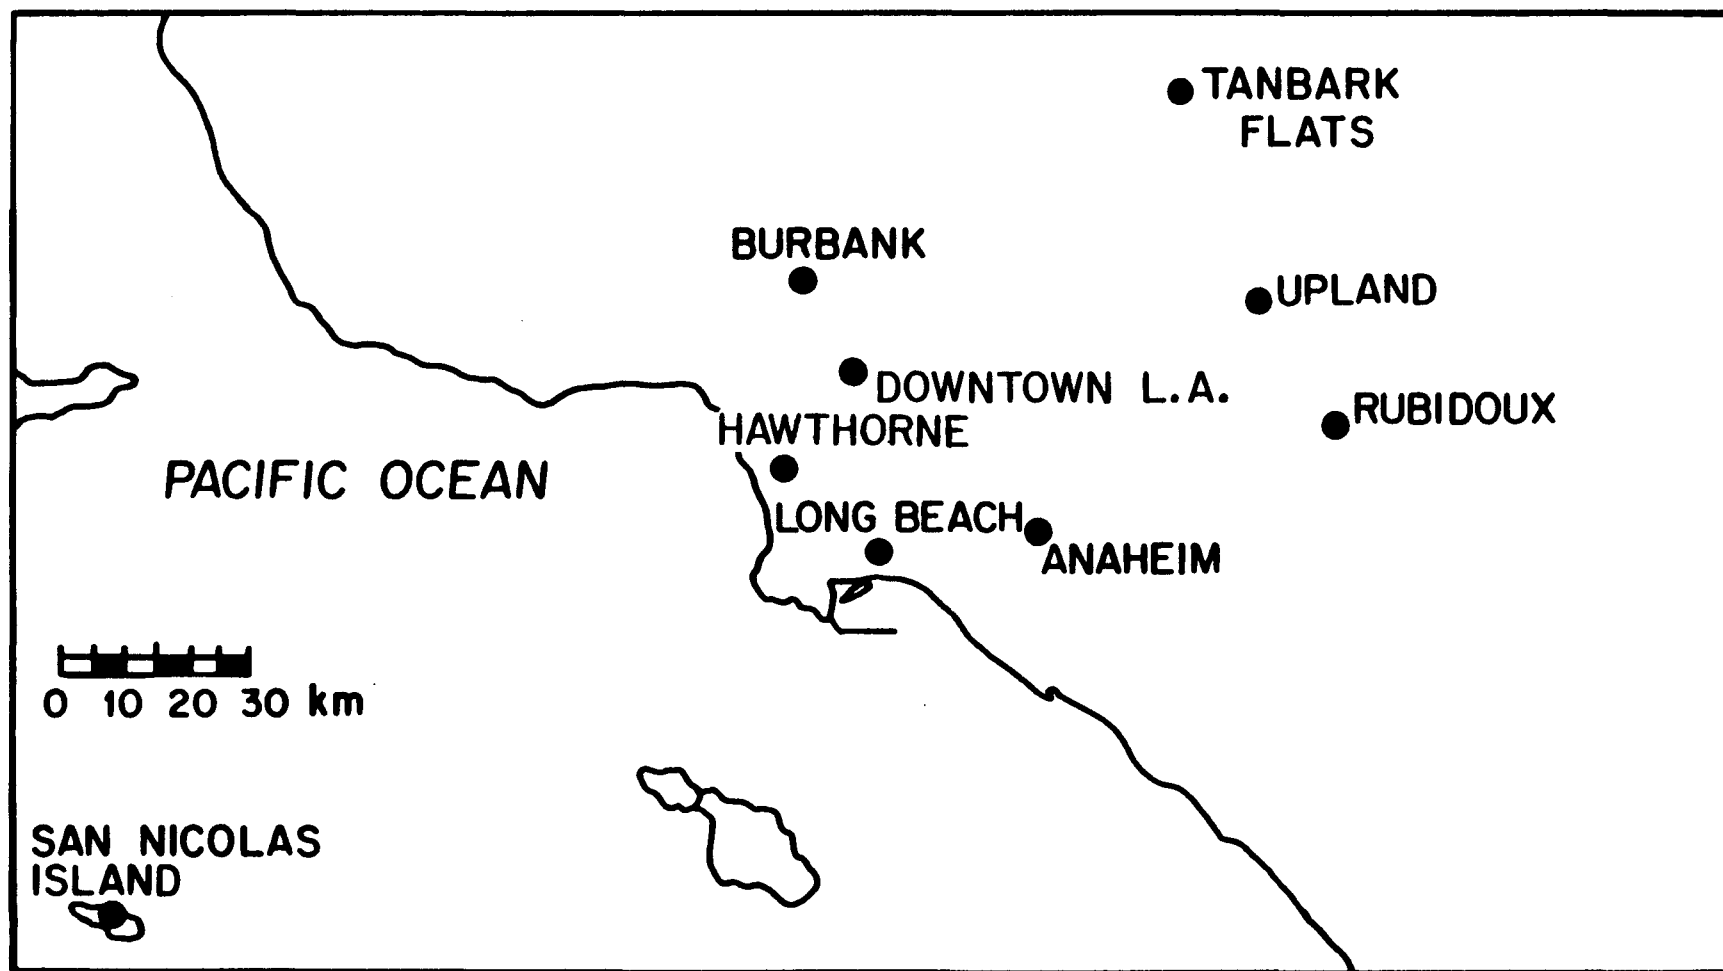 TANBARK
FLATS
BURBANK
UPLAND
DOWNTOWN L.A.
RUBIDOUX
HAWTHORNE
PACIFIC OCEAN
LONG BEACH
ANAHEIM
0 10 20 30 km
SAN NICOLAS
ISLAND